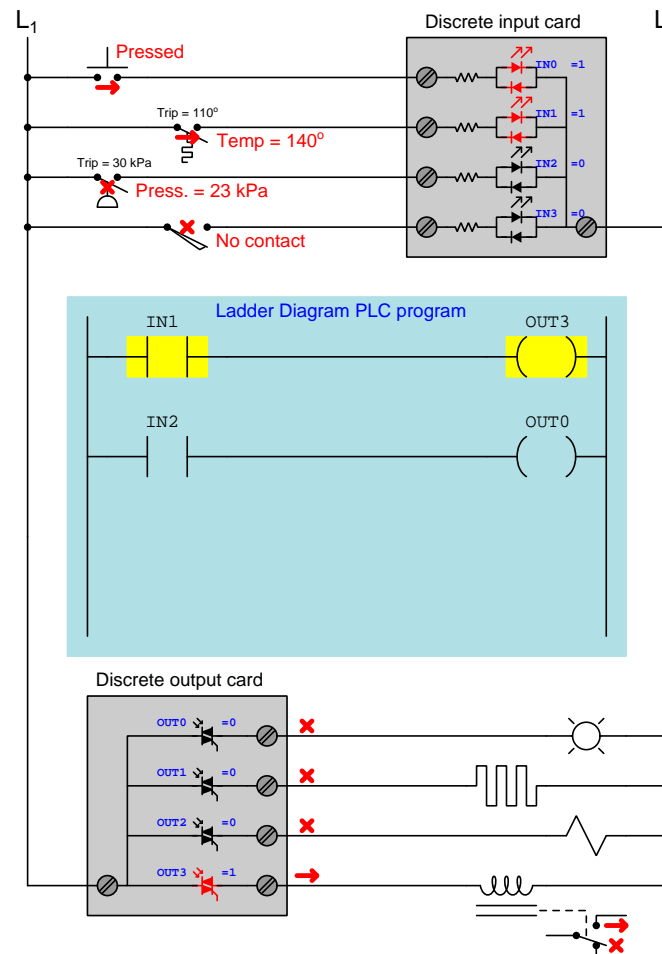 L1
Discrete input card
L
Pressed
IN0 =1
Trip = 110o
Temp = 140o
IN1 =1
Trip = 30 kPa
Press. = 23 kPa
IN2 =0
No contact
IN3 =0
Ladder Diagram PLC program
IN1 OUT3
IN2 OUT0
Discrete output card
OUT0 =0
OUT1 =0
OUT2 =0
OUT3 =1